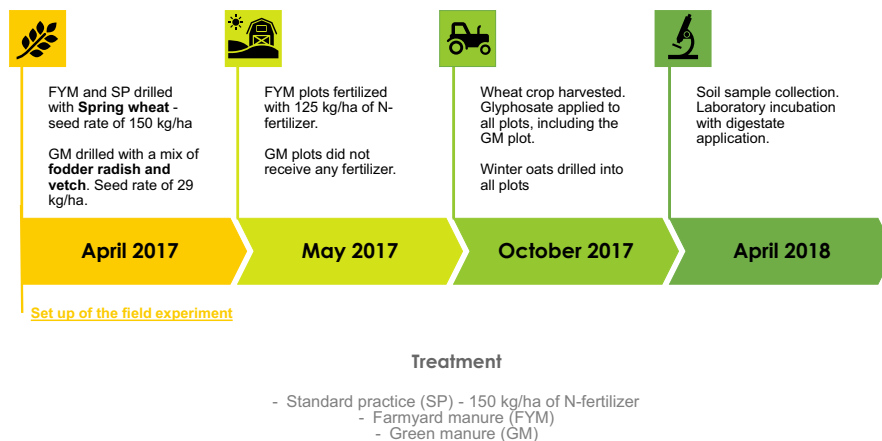 FYM and SP drilled
with Spring wheat -
seed rate of 150 kg/ha
GM drilled with a mix of
fodder radish and
vetch. Seed rate of 29
kg/ha.
FYM plots fertilized
with 125 kg/ha of N-
fertilizer.
GM plots did not
receive any fertilizer.
Wheat crop harvested.
Glyphosate applied to
all plots, including the
GM plot.
Winter oats drilled into
all plots
Soil sample collection.
Laboratory incubation
with digestate
application.
April 2017
May 2017
October 2017
April 2018
Set up of the field experiment
Treatment
- Standard practice (SP) - 150 kg/ha of N-fertilizer
- Farmyard manure (FYM)
- Green manure (GM)